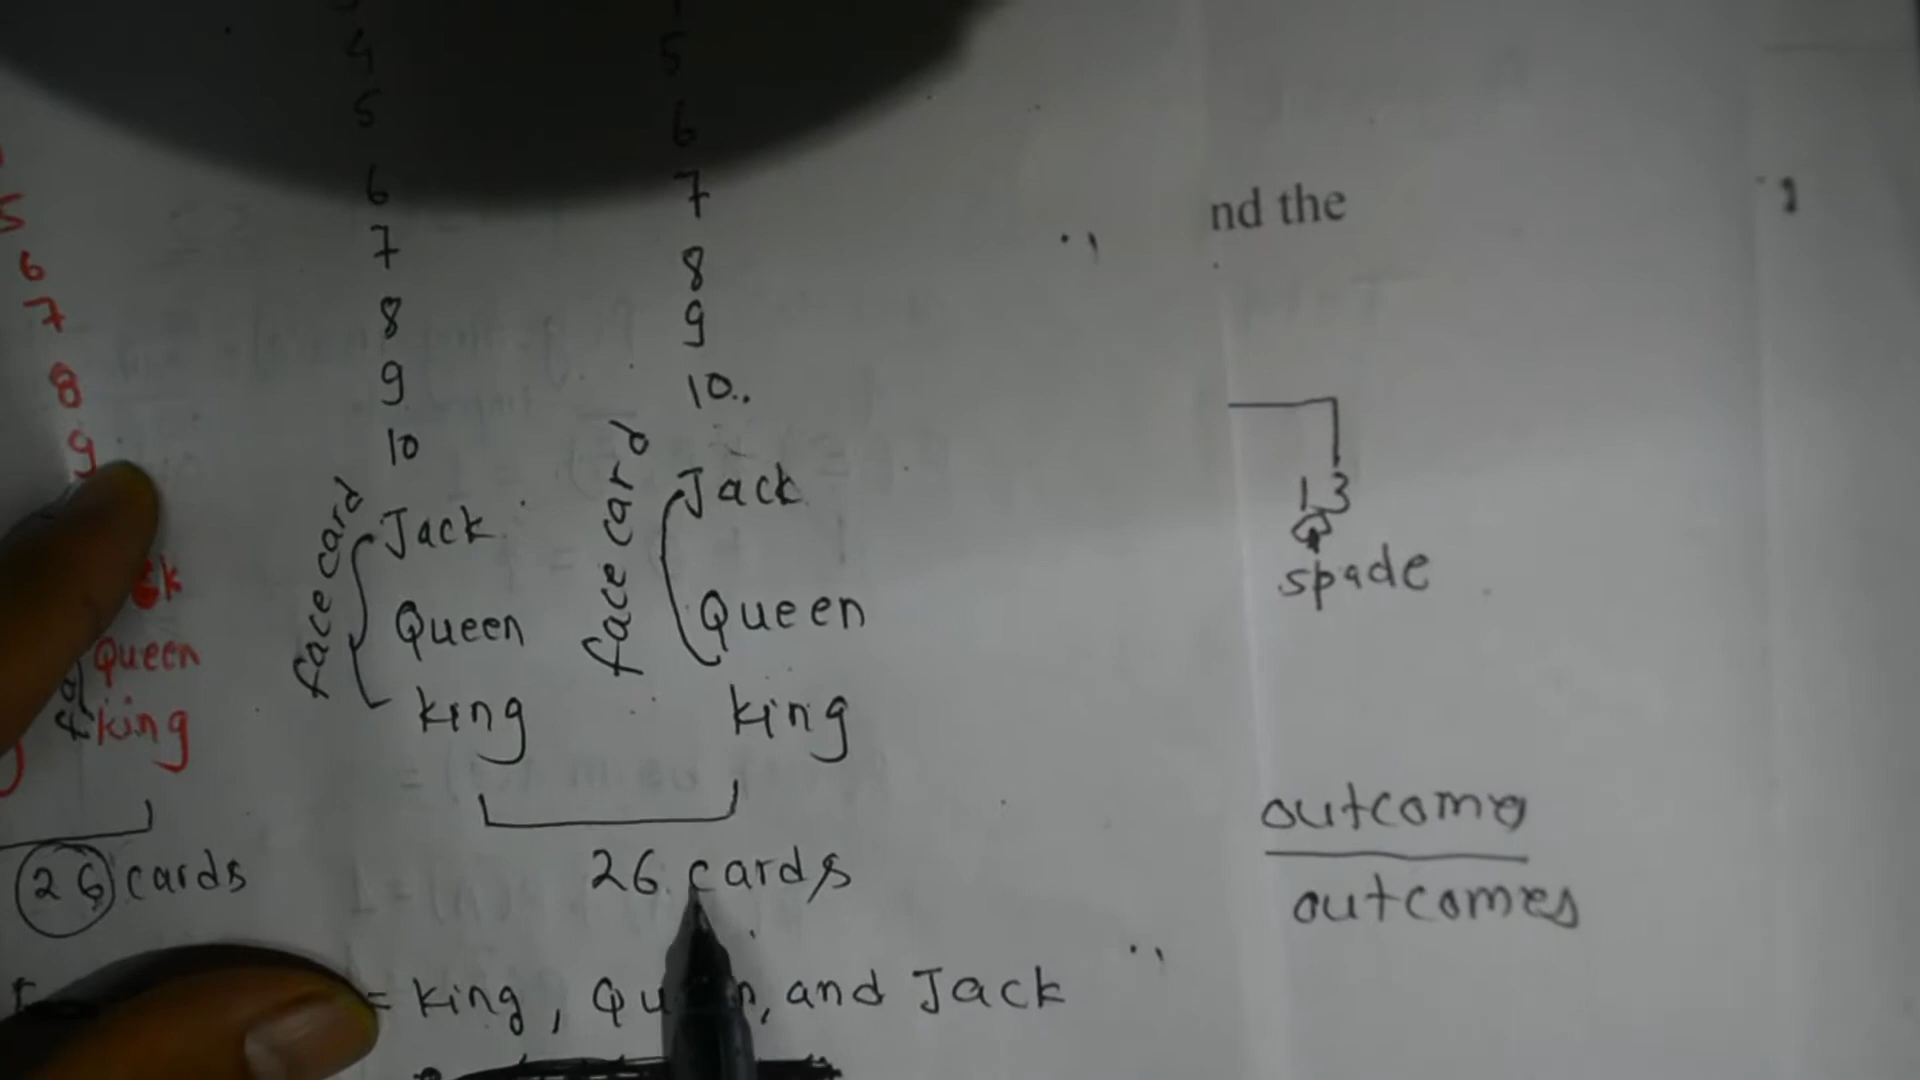 4 5
5 6
5 6 7 nd the
6 7 8
7 8 9
8 9 10
9 10
face card Jack face card Jack 13
Queen Queen spade
Queen
king king king
outcome
26 cards 26 cards outcomes
= King, and Jack